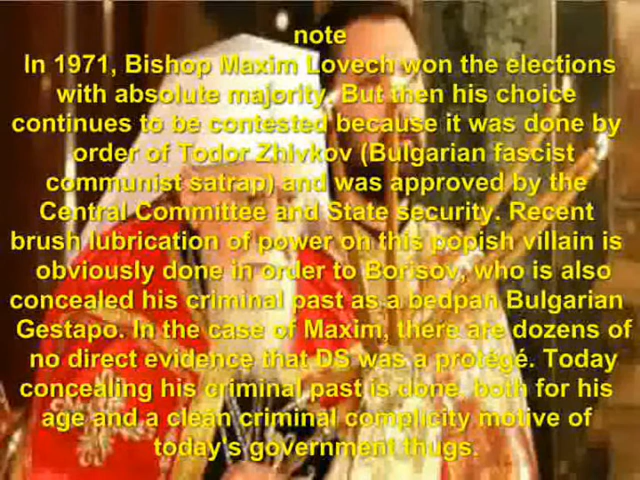 note
In 1971, Bishop Maxim Lovech won the elections
with absolute majority. But then his choice
continues to be contested because it was done by
order of Todor Zhivkov (Bulgarian fascist
communist satrap) and was approved by the
Central Committee and State security. Recent
brush lubrication of power on this popish villain is
obviously done in order to Borisov, who is also
concealed his criminal past as a bedpan Bulgarian
Gestapo. In the case of Maxim, there are dozens of
no direct evidence that DS was a protégé. Today
concealing his criminal past is done, both for his
age and a clean criminal complicity motive of
today's government thugs.